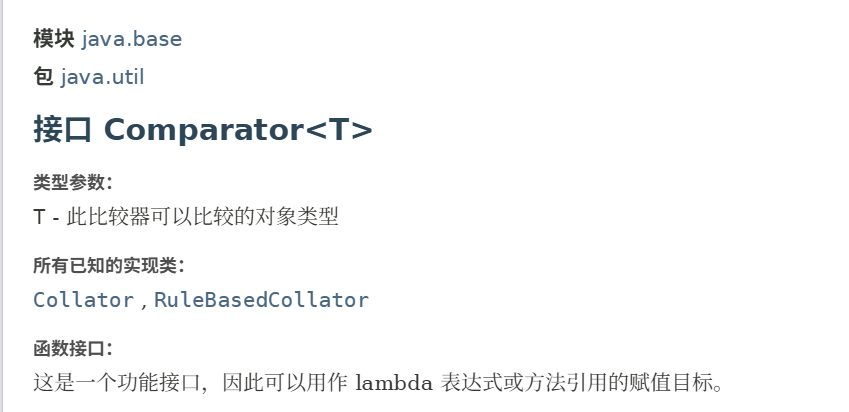 模块 java.base
包 java.util
接口 Comparator<T>
类型参数：
T - 此比较器可以比较的对象类型
所有已知的实现类：
Collator , RuleBasedCollator
函数接口：
这是一个功能接口，因此可以用作 lambda 表达式或方法引用的赋值目标。